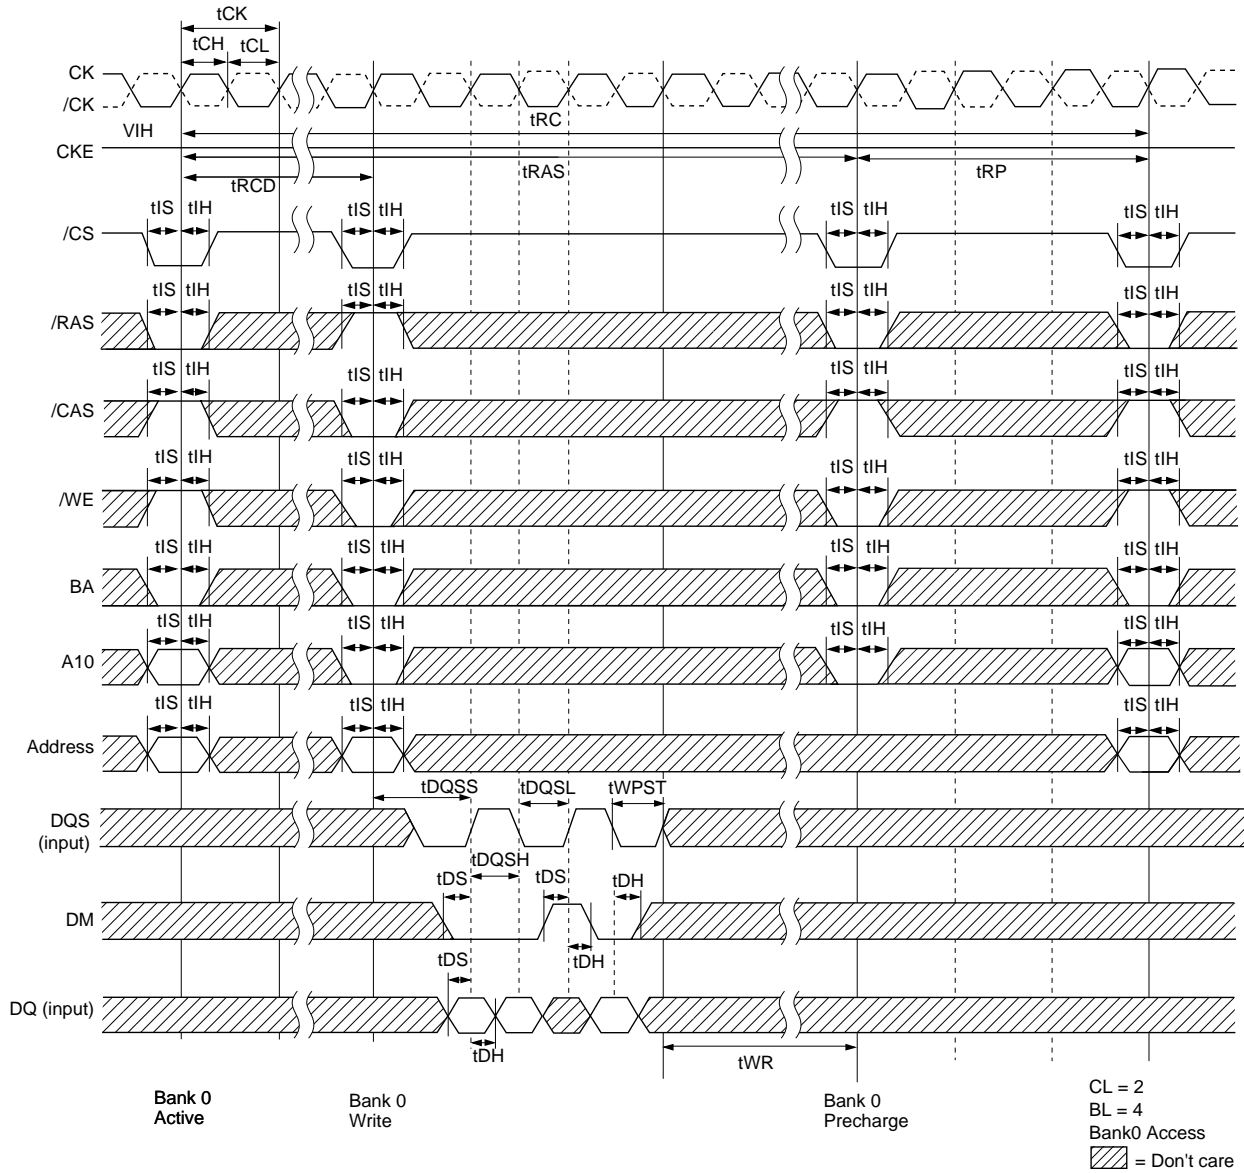 tCK
tCH tCL
CK
/CK
VIH tRC
CKE
tRCD tRAS tRP
tIS tIH tIS tIH tIS tIH tIS tIH
/CS
tIS tIH tIS tIH tIS tIH tIS tIH
/RAS
tIS tIH tIS tIH tIS tIH tIS tIH
/CAS
tIS tIH tIS tIH tIS tIH tIS tIH
/WE
tIS tIH tIS tIH tIS tIH tIS tIH
BA
tIS tIH tIS tIH tIS tIH tIS tIH
A10
tIS tIH tIS tIH tIS tIH
Address
tDQSS tDQSL tWPST
DQS
(input)
tDQSH
tDS tDS tDH
DM
tDS tDH
DQ (input)
tDH
tWR
Bank 0
Active
Bank 0
Write
Bank 0
Precharge
CL = 2
BL = 4
Bank0 Access
= Don't care